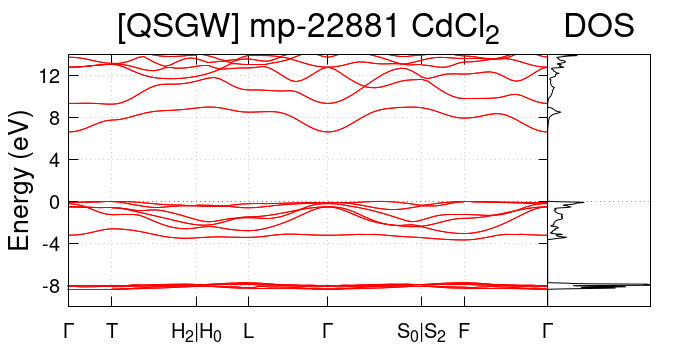 [QSGW] mp-22881 CdCl₂ DOS
Energy (eV)
12
8
4
0
-4
-8
Γ T H₂|H₀ L Γ S₀|S₂ F Γ